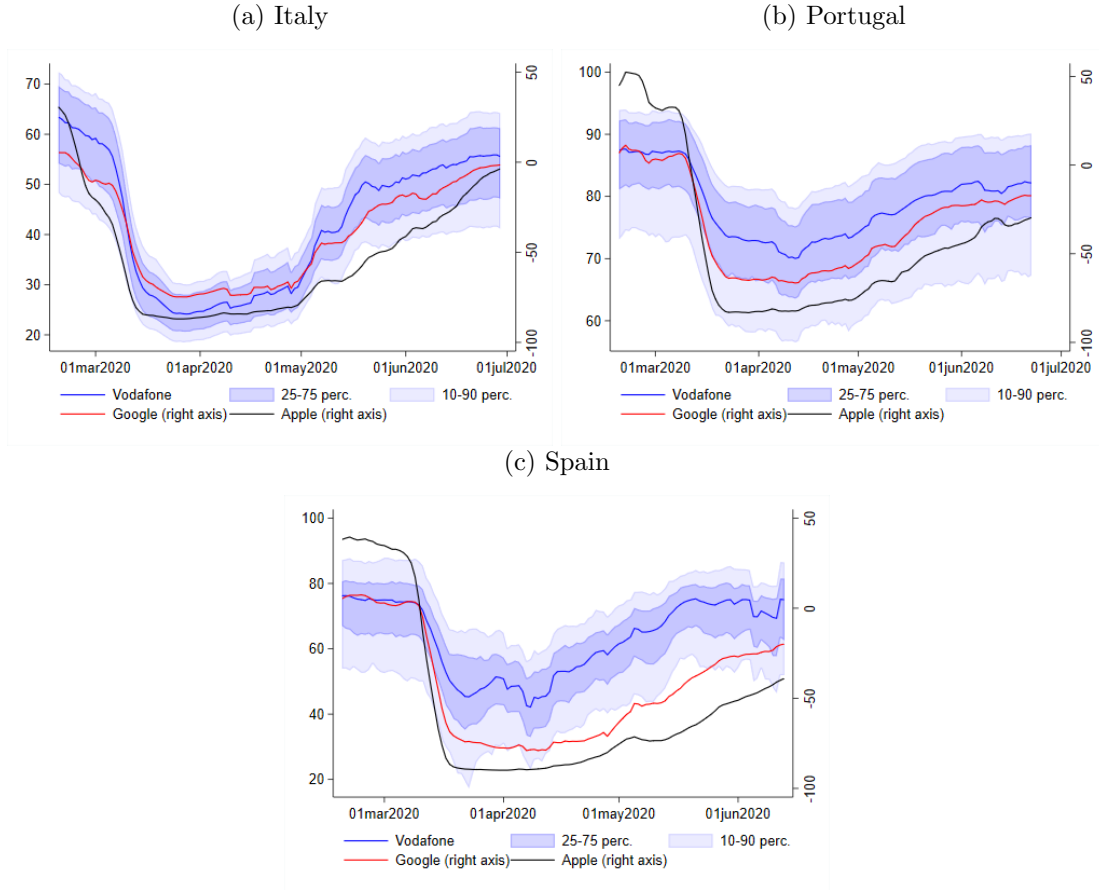 (a) Italy
70
60
50
40
30
20
50
0
-50
-100
01mar2020 01apr2020 01may2020 01jun2020 01jul2020
Vodafone 25-75 perc. 10-90 perc.
Google (right axis) Apple (right axis)
(b) Portugal
100
90
80
70
60
50
0
-50
-100
01mar2020 01apr2020 01may2020 01jun2020 01jul2020
Vodafone 25-75 perc. 10-90 perc.
Google (right axis) Apple (right axis)
(c) Spain
100
80
60
40
20
50
0
-50
-100
01mar2020 01apr2020 01may2020 01jun2020
Vodafone 25-75 perc. 10-90 perc.
Google (right axis) Apple (right axis)